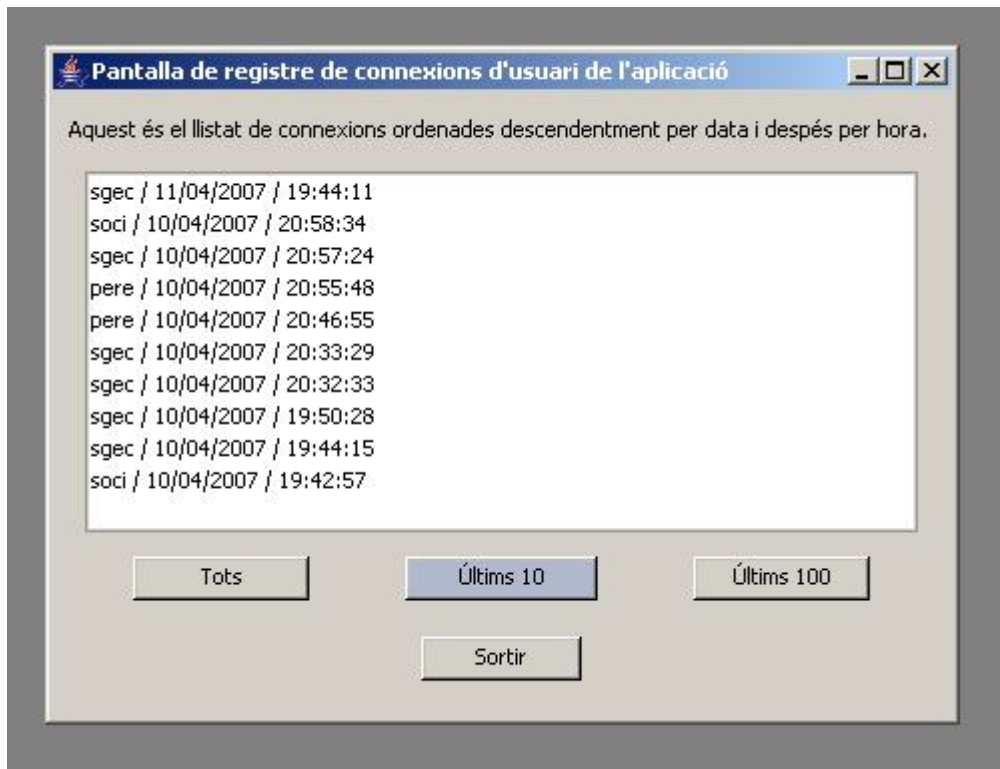 Pantalla de registre de connexions d'usuari de l'aplicació
Aquest és el llistat de connexions ordenades descendentment per data i després per hora.
sgec / 11/04/2007 / 19:44:11
soci / 10/04/2007 / 20:58:34
sgec / 10/04/2007 / 20:57:24
pere / 10/04/2007 / 20:55:48
pere / 10/04/2007 / 20:46:55
sgec / 10/04/2007 / 20:33:29
sgec / 10/04/2007 / 20:32:33
sgec / 10/04/2007 / 19:50:28
sgec / 10/04/2007 / 19:44:15
soci / 10/04/2007 / 19:42:57
Tots Últims 10 Últims 100
Sortir